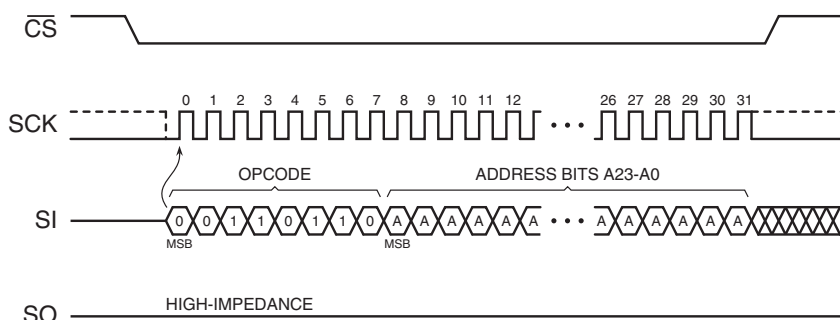 CS
0 1 2 3 4 5 6 7 8 9 10 11 12 26 27 28 29 30 31
SCK
OPCODE ADDRESS BITS A23-A0
SI 0 0 1 1 0 1 1 0 A A A A A A A A A A A A
MSB MSB
HIGH-IMPEDANCE
SO